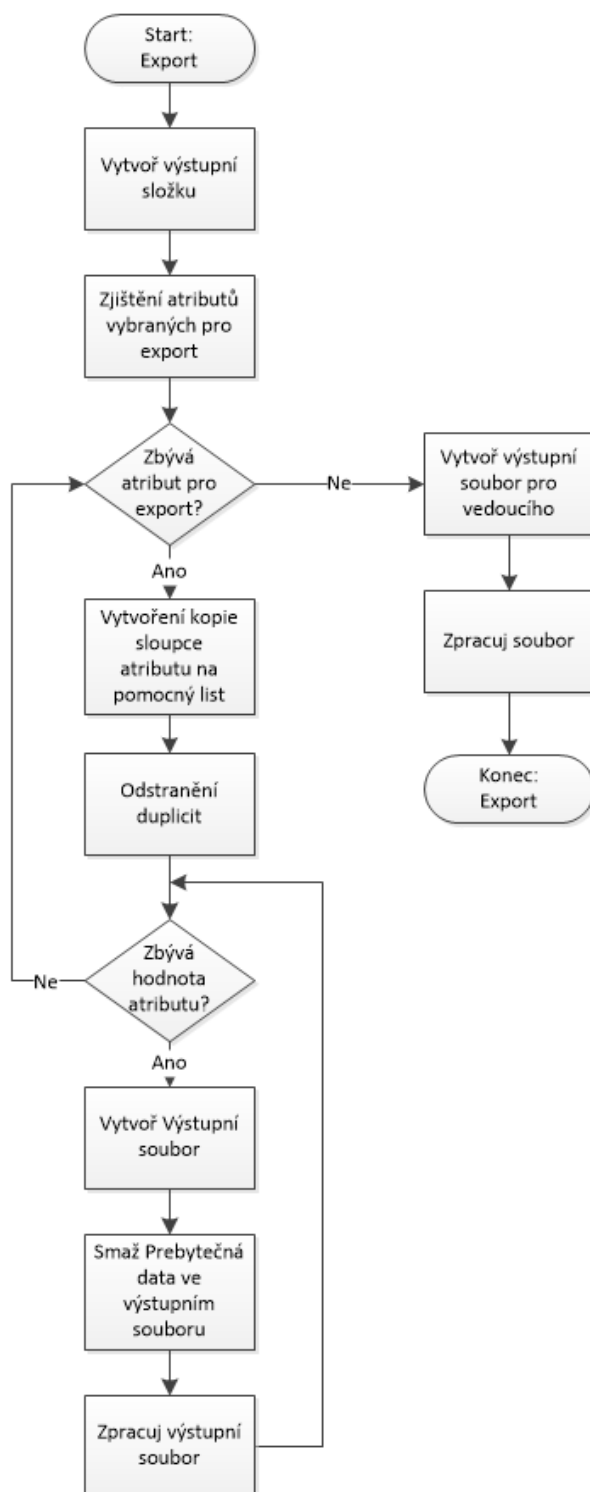 Start:
Export
Vytvoř výstupní
složku
Zjištění atributů
vybraných pro
export
Zbývá
atribut pro
export?
Ne
Vytvoř výstupní
soubor pro
vedoucího
Zpracuj soubor
Konec:
Export
Ano
Vytvoření kopie
sloupce
atributu na
pomocný list
Odstranění
duplicit
Zbývá
hodnota
atributu?
Ne
Ano
Vytvoř Výstupní
soubor
Smaž Prebytečná
data ve
výstupním
souboru
Zpracuj výstupní
soubor